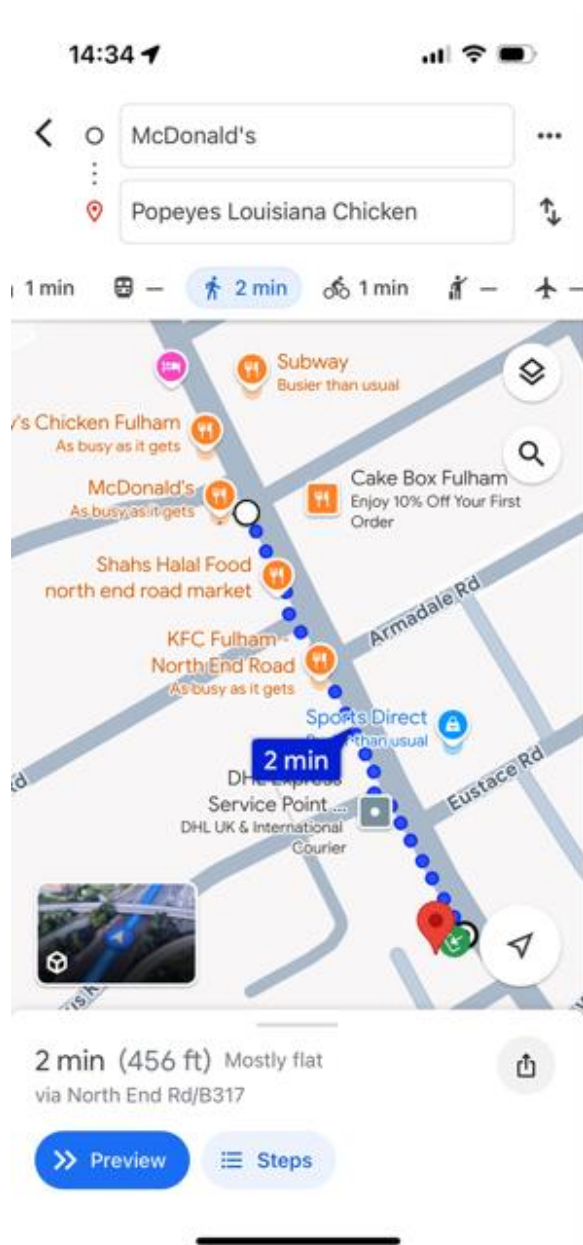 14:34
McDonald's
Popeyes Louisiana Chicken
1 min
—
2 min
1 min
—
—
Subway
Busier than usual
's Chicken Fulham
As busy as it gets
McDonald's
As busy as it gets
Cake Box Fulham
Enjoy 10% Off Your First
Order
Shahs Halal Food
north end road market
Armadale Rd
KFC Fulham -
North End Road
As busy as it gets
Sports Direct
than usual
2 min
Eustace Rd
DHL Express
Service Point ...
DHL UK & International
Courier
2 min (456 ft) Mostly flat
via North End Rd/B317
Preview
Steps